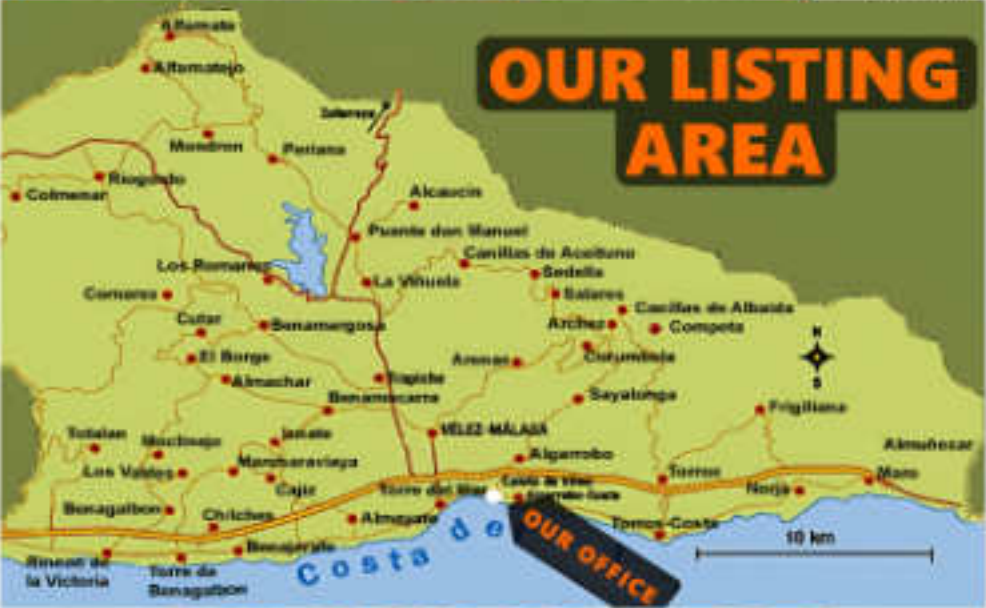 OUR LISTING
AREA
Alfarnate
Alfarnatejo
Mondron
Periana
Riogordo
Colmenar
Alcaucin
Puente don Manuel
Canillas de Aceituno
Sedella
Los Romanes
La Viñuela
Comares
Salares
Canillas de Albaida
Cutar
Benamargosa
Archez
Competa
N
S
El Borge
Arenas
Corumbela
Almachar
Trapiche
Benamocarra
Sayalonga
Frigiliana
Totalan
Moclinejo
Iznate
VÉLEZ-MÁLAGA
Almuñecar
Los Valdes
Macharaviaya
Algarrobo
Cajiz
Torre del Mar
Torrox
Nerja
Maro
Benagalbon
Chilches
Almayate
Torrox-Costa
10 km
Benajarafe
Costa de
OUR OFFICE
Rincon de
la Victoria
Torre de
Benagalbon